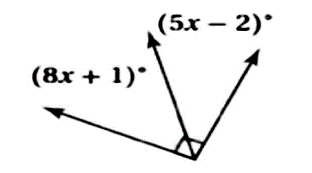 (5x − 2)°
(8x + 1)°